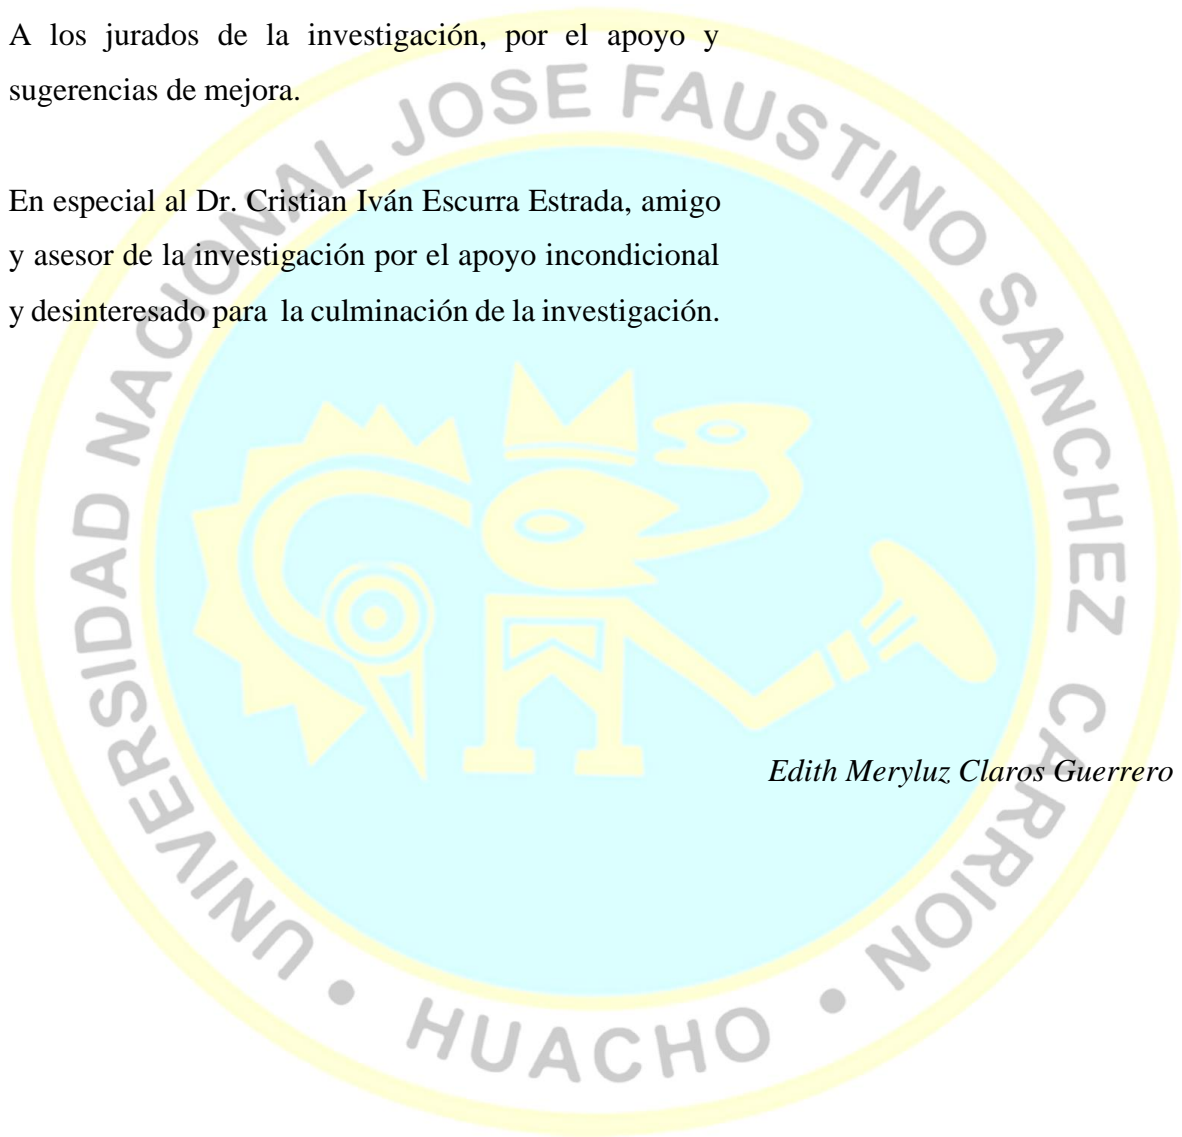 A los jurados de la investigación, por el apoyo y
sugerencias de mejora.
En especial al Dr. Cristian Iván Escurra Estrada, amigo
y asesor de la investigación por el apoyo incondicional
y desinteresado para la culminación de la investigación.
Edith Meryluz Claros Guerrero
UNIVERSIDAD NACIONAL JOSE FAUSTINO SANCHEZ CARRION
• HUACHO •